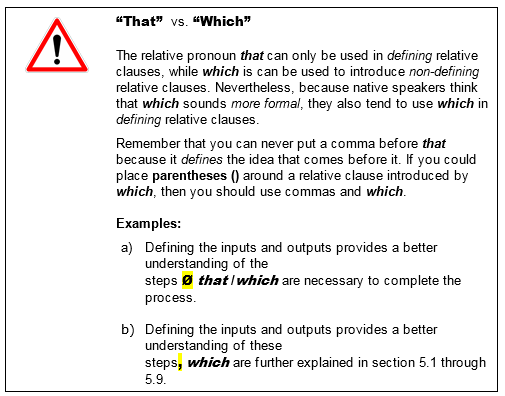 “That”  vs. “Which”
The relative pronoun that can only be used in defining relative
clauses, while which is can be used to introduce non-defining
relative clauses. Nevertheless, because native speakers think
that which sounds more formal, they also tend to use which in
defining relative clauses.
Remember that you can never put a comma before that
because it defines the idea that comes before it. If you could
place parentheses () around a relative clause introduced by
which, then you should use commas and which.
Examples:
a) Defining the inputs and outputs provides a better
understanding of the
steps Ø that / which are necessary to complete the
process.
b) Defining the inputs and outputs provides a better
understanding of these
steps, which are further explained in section 5.1 through
5.9.